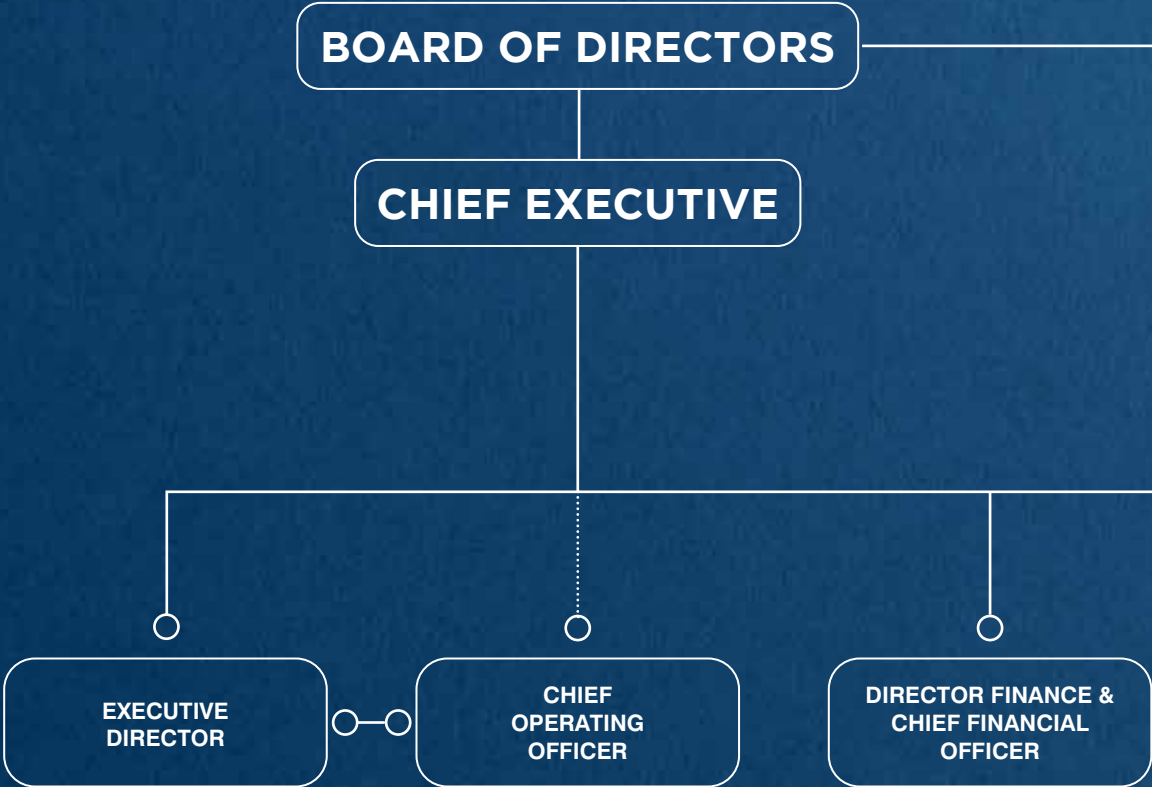 BOARD OF DIRECTORS
CHIEF EXECUTIVE
EXECUTIVE
DIRECTOR
CHIEF
OPERATING
OFFICER
DIRECTOR FINANCE &
CHIEF FINANCIAL
OFFICER